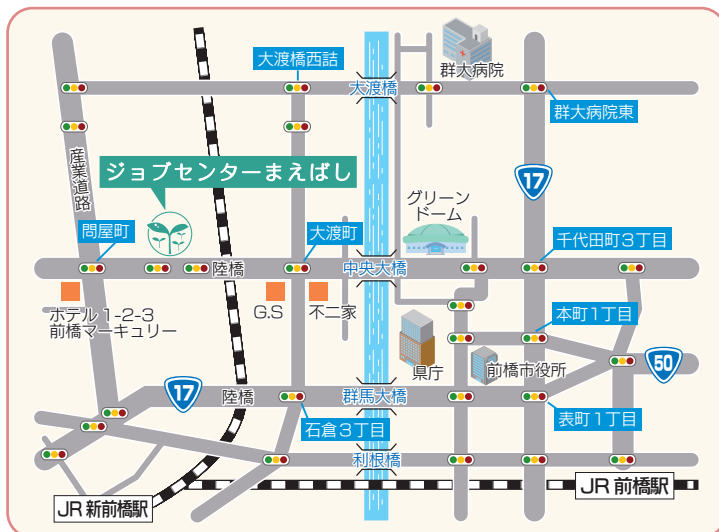 大渡橋西詰
群大病院
大渡橋
群大病院東
産業道路
ジョブセンターまえばし
17
グリーン
ドーム
問屋町
大渡町
千代田町3丁目
陸橋
中央大橋
ホテル 1-2-3
前橋マーキュリー
G.S
不二家
本町1丁目
県庁
前橋市役所
50
17
陸橋
群馬大橋
石倉3丁目
表町1丁目
利根橋
JR 新前橋駅
JR 前橋駅